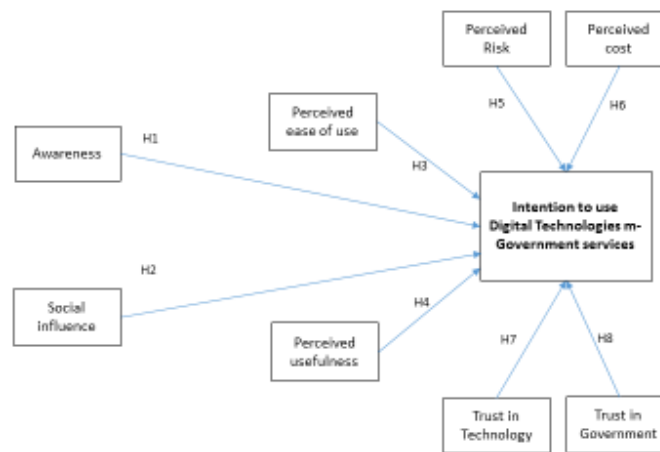 Perceived
Risk
Perceived
cost
H5
H6
Perceived
ease of use
H1
Awareness
H3
Intention to use
Digital Technologies m-
Government services
H2
Social
influence
H4
Perceived
usefulness
H7
H8
Trust in
Technology
Trust in
Government